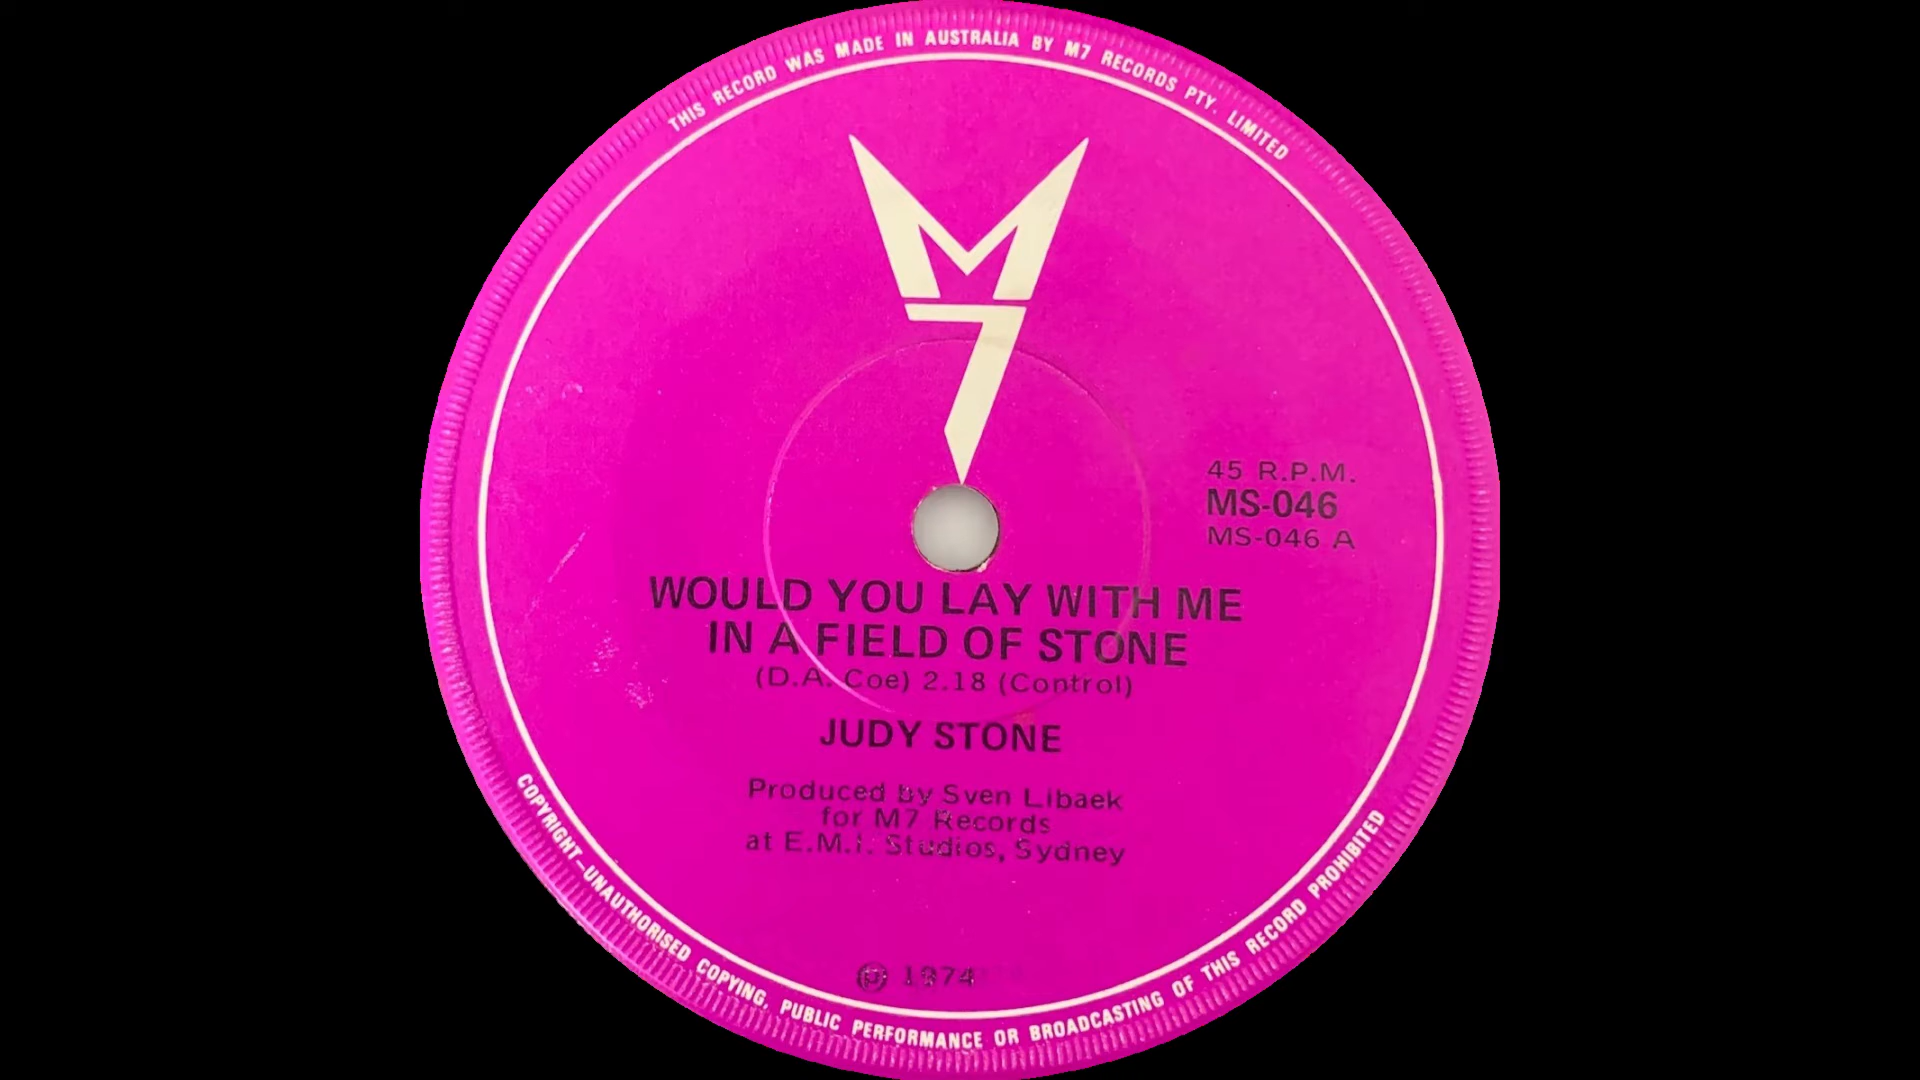 THIS RECORD WAS MADE IN AUSTRALIA BY M7 RECORDS PTY. LIMITED
M
7
45 R.P.M.
MS-046
MS-046 A
WOULD YOU LAY WITH ME
IN A FIELD OF STONE
(D.A. Coe) 2.18 (Control)
JUDY STONE
Produced by Sven Libaek
for M7 Records
at E.M.I. Studios, Sydney
℗ 1974
COPYRIGHT—UNAUTHORISED COPYING, PUBLIC PERFORMANCE OR BROADCASTING OF THIS RECORD PROHIBITED